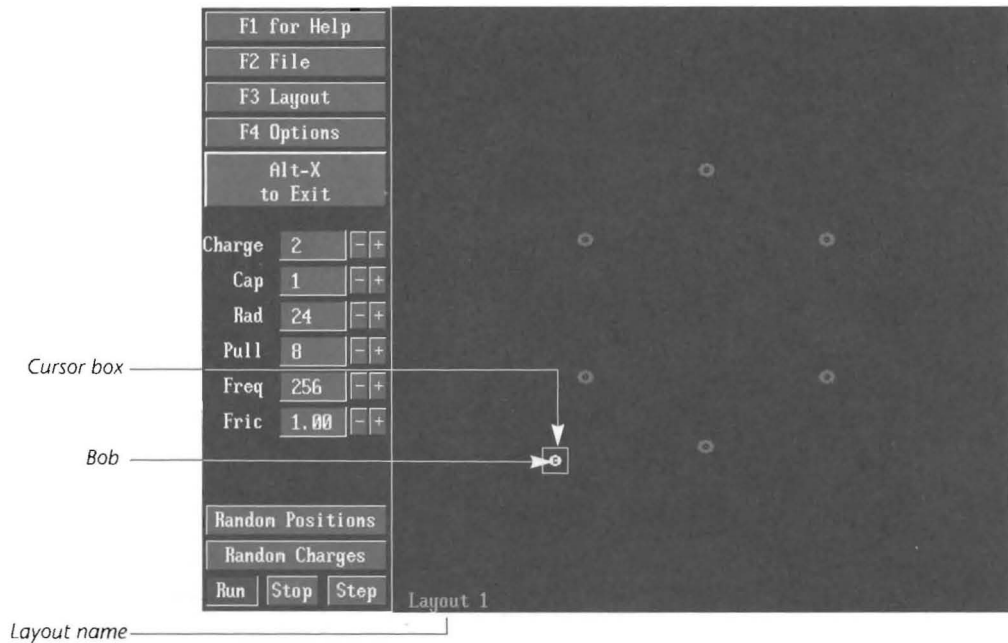 F1 for Help
F2 File
F3 Layout
F4 Options
Alt-X
to Exit
Charge 2 - +
Cap 1 - +
Rad 24 - +
Pull 8 - +
Freq 256 - +
Fric 1.00 - +
Random Positions
Random Charges
Run Stop Step
Layout 1
Cursor box
Bob
Layout name